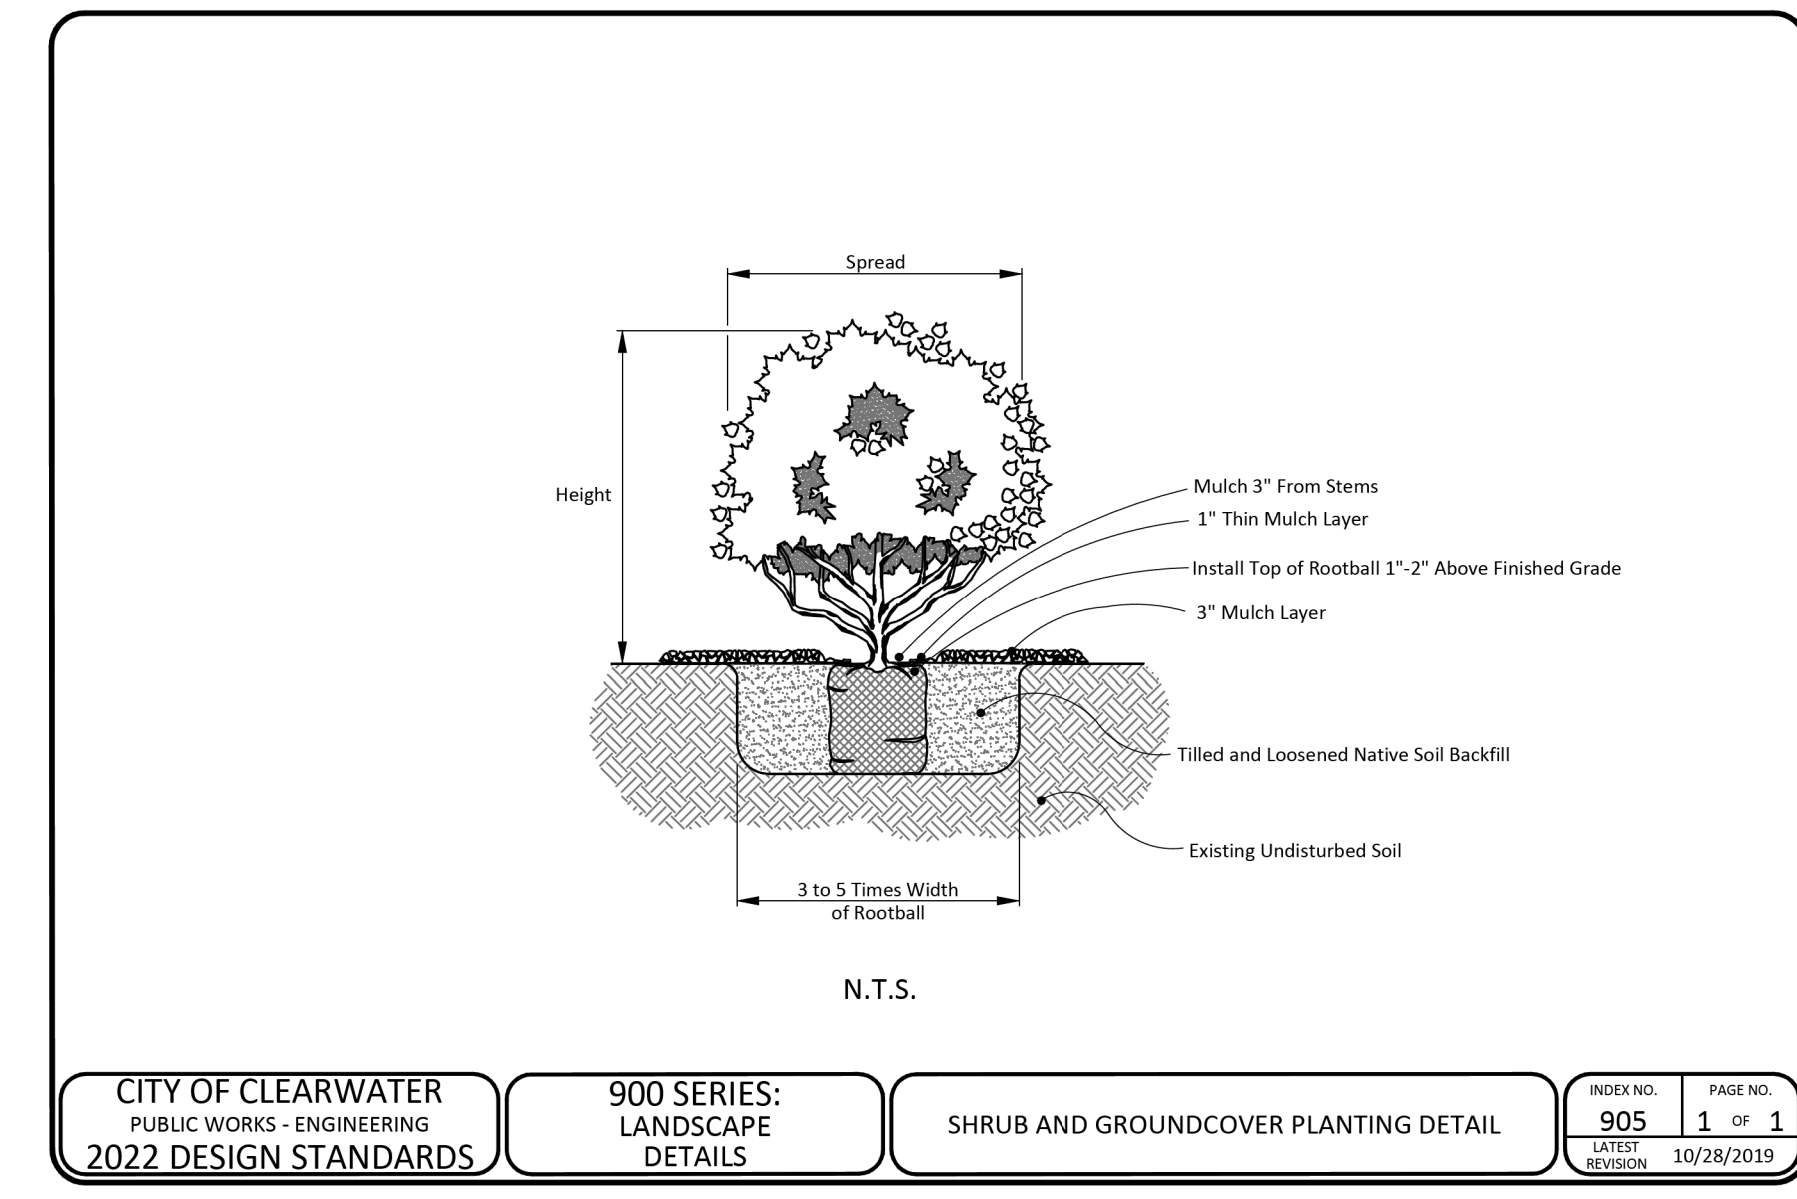 Spread
Height
Mulch 3" From Stems
1" Thin Mulch Layer
Install Top of Rootball 1"-2" Above Finished Grade
3" Mulch Layer
Tilled and Loosened Native Soil Backfill
Existing Undisturbed Soil
3 to 5 Times Width
of Rootball
N.T.S.
CITY OF CLEARWATER
PUBLIC WORKS - ENGINEERING
2022 DESIGN STANDARDS
900 SERIES:
LANDSCAPE
DETAILS
SHRUB AND GROUNDCOVER PLANTING DETAIL
INDEX NO.
905
PAGE NO.
1 OF 1
LATEST
REVISION
10/28/2019